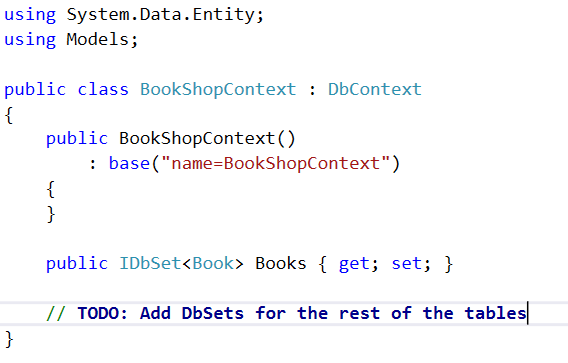 using System.Data.Entity;
using Models;
public class BookShopContext : DbContext
{
    public BookShopContext()
        : base("name=BookShopContext")
    {
    }
    public IDbSet<Book> Books { get; set; }
    // TODO: Add DbSets for the rest of the tables
}